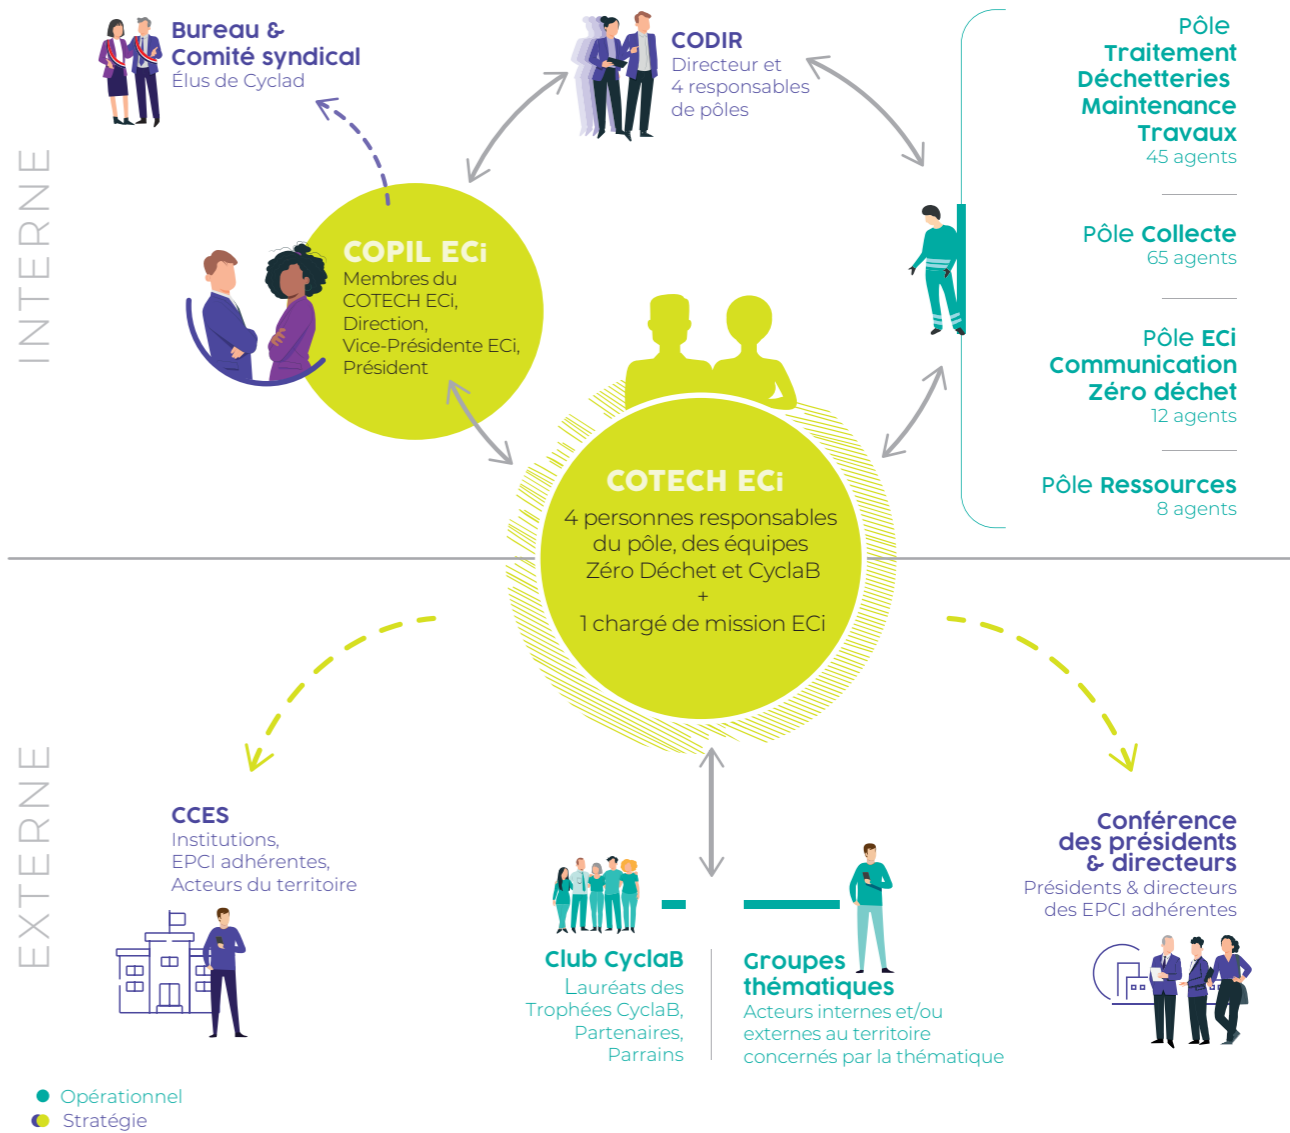 INTERNE
Bureau &
Comité syndical
Élus de Cyclad
CODIR
Directeur et
4 responsables
de pôles
Pôle
Traitement
Déchetteries
Maintenance
Travaux
45 agents
Pôle Collecte
65 agents
Pôle ECi
Communication
Zéro déchet
12 agents
Pôle Ressources
8 agents
COPIL ECi
Membres du
COTECH ECi,
Direction,
Vice-Présidente ECi,
Président
COTECH ECi
4 personnes responsables
du pôle, des équipes
Zéro Déchet et CyclaB
+
1 chargé de mission ECi
EXTERNE
CCES
Institutions,
EPCI adhérentes,
Acteurs du territoire
Club CyclaB
Lauréats des
Trophées CyclaB,
Partenaires,
Parrains
Groupes
thématiques
Acteurs internes et/ou
externes au territoire
concernés par la thématique
Conférence
des présidents
& directeurs
Présidents & directeurs
des EPCI adhérentes
Opérationnel
Stratégie